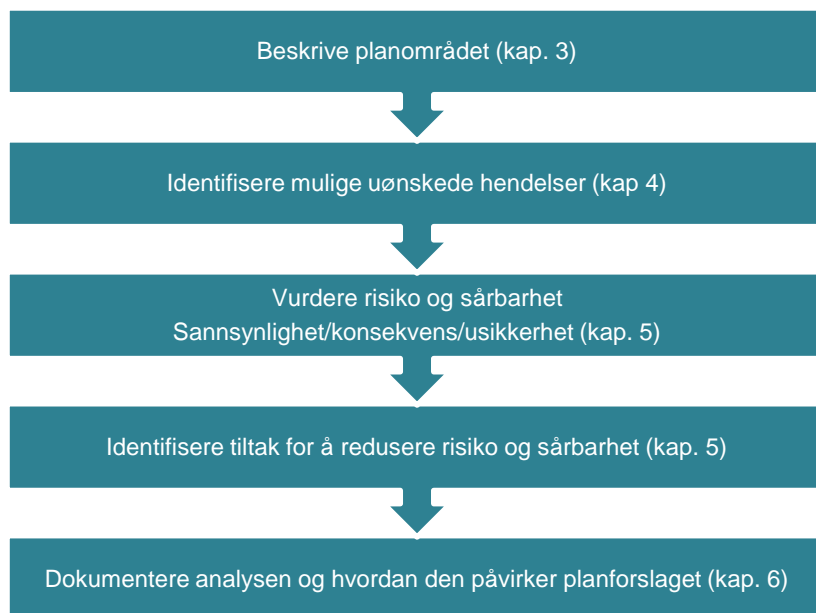 Beskrive planområdet (kap. 3)
Identifisere mulige uønskede hendelser (kap 4)
Vurdere risiko og sårbarhet
Sannsynlighet/konsekvens/usikkerhet (kap. 5)
Identifisere tiltak for å redusere risiko og sårbarhet (kap. 5)
Dokumentere analysen og hvordan den påvirker planforslaget (kap. 6)